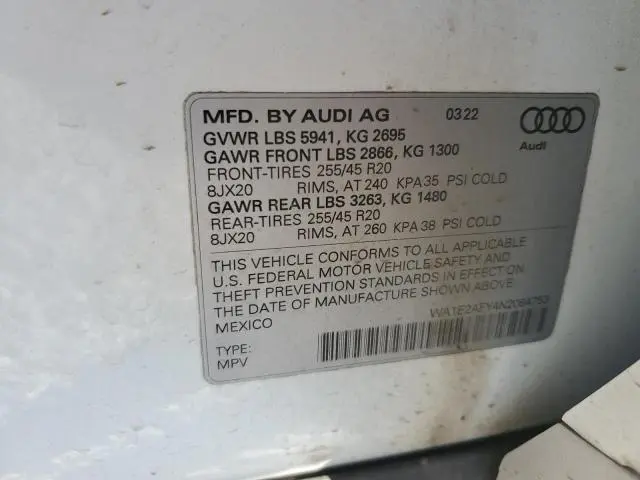 MFD. BY AUDI AG 0322
Audi
GVWR LBS 5941, KG 2695
GAWR FRONT LBS 2866, KG 1300
FRONT-TIRES 255/45 R20
8JX20 RIMS, AT 240 KPA35 PSI COLD
GAWR REAR LBS 3263, KG 1480
REAR-TIRES 255/45 R20
8JX20 RIMS, AT 260 KPA 38 PSI COLD
THIS VEHICLE CONFORMS TO ALL APPLICABLE
U.S. FEDERAL MOTOR VEHICLE SAFETY AND
THEFT PREVENTION STANDARDS IN EFFECT ON
THE DATE OF MANUFACTURE SHOWN ABOVE
MEXICO
TYPE:
MPV